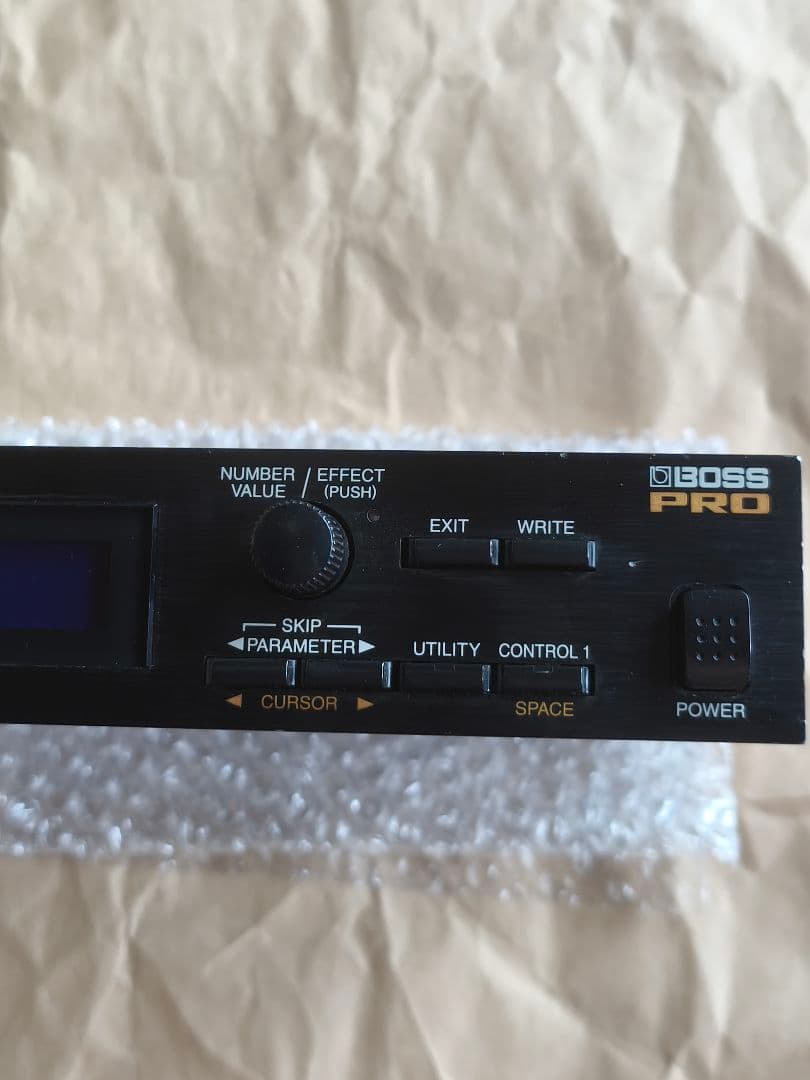 NUMBER / EFFECT
VALUE (PUSH)
BOSS
PRO
EXIT WRITE
SKIP
◀PARAMETER▶
UTILITY CONTROL 1
◀ CURSOR ▶
SPACE
POWER